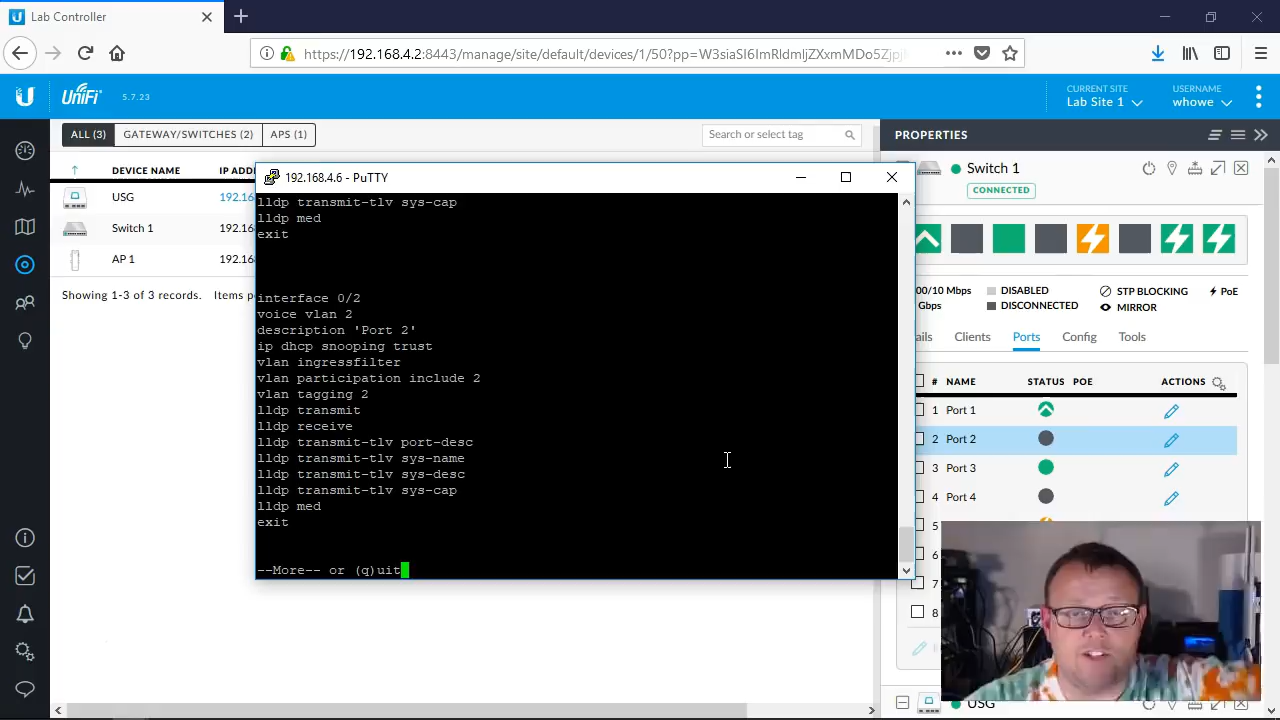 Lab Controller
https://192.168.4.2:8443/manage/site/default/devices/1/50?pp=
UniFi 5.7.23
CURRENT SITE
Lab Site 1
USERNAME
whowe
ALL (3)
GATEWAY/SWITCHES (2)
APS (1)
Search or select tag
DEVICE NAME
IP ADD
USG
192.16
Switch 1
192.16
AP 1
192.16
Showing 1-3 of 3 records.
Items p
192.168.4.6 - PuTTY
lldp transmit-tlv sys-cap
lldp med
exit
interface 0/2
voice vlan 2
description 'Port 2'
ip dhcp snooping trust
vlan ingressfilter
vlan participation include 2
vlan tagging 2
lldp transmit
lldp receive
lldp transmit-tlv port-desc
lldp transmit-tlv sys-name
lldp transmit-tlv sys-desc
lldp transmit-tlv sys-cap
lldp med
exit
--More-- or (q)uit
PROPERTIES
Switch 1
CONNECTED
00/10 Mbps
DISABLED
STP BLOCKING
PoE
Gbps
DISCONNECTED
MIRROR
ails
Clients
Ports
Config
Tools
# NAME STATUS POE ACTIONS
1 Port 1
2 Port 2
3 Port 3
4 Port 4
5
6
7
8
USG